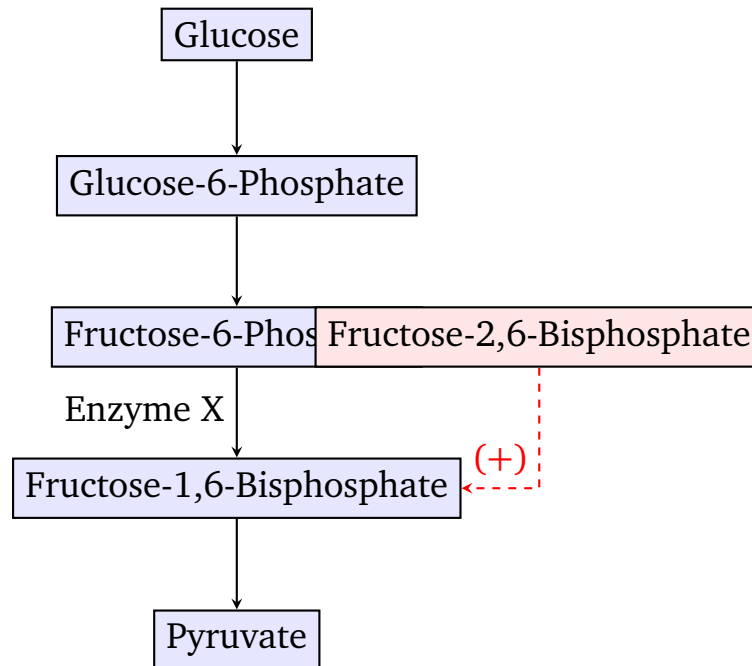 Glucose
Glucose-6-Phosphate
Fructose-6-Phos
Fructose-2,6-Bisphosphate
Enzyme X
(+)
Fructose-1,6-Bisphosphate
Pyruvate